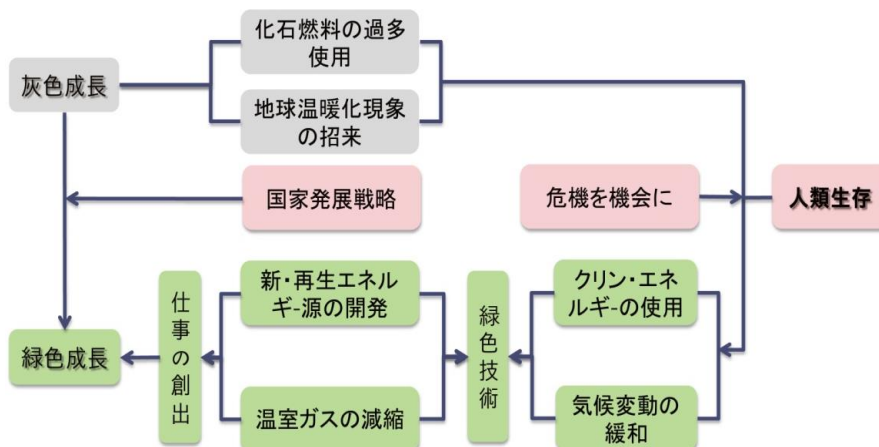 化石燃料の過多
使用
灰色成長
地球温暖化現象
の招来
国家発展戦略
危機を機会に
人類生存
仕事の創出
新・再生エネル
ギ-源の開発
緑色技術
クリン・エネ
ルギ-の使用
緑色成長
温室ガスの減縮
気候変動の
緩和